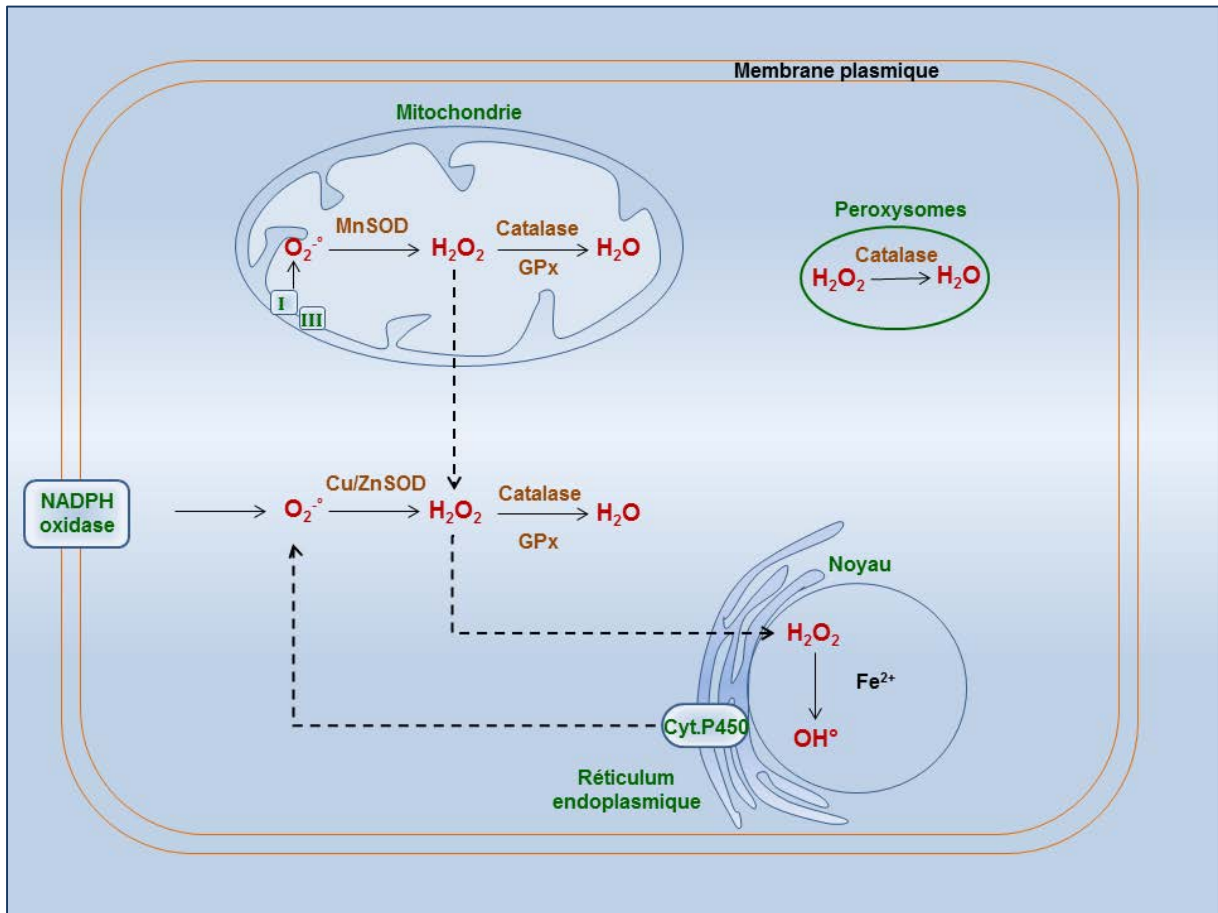 Membrane plasmique
Mitochondrie
O₂⁻° MnSOD H₂O₂ Catalase GPx H₂O
I
III
Peroxysomes
H₂O₂ Catalase H₂O
NADPH
oxidase
O₂⁻° Cu/ZnSOD H₂O₂ Catalase GPx H₂O
Noyau
H₂O₂
Fe²⁺
OH°
Cyt.P450
Réticulum
endoplasmique